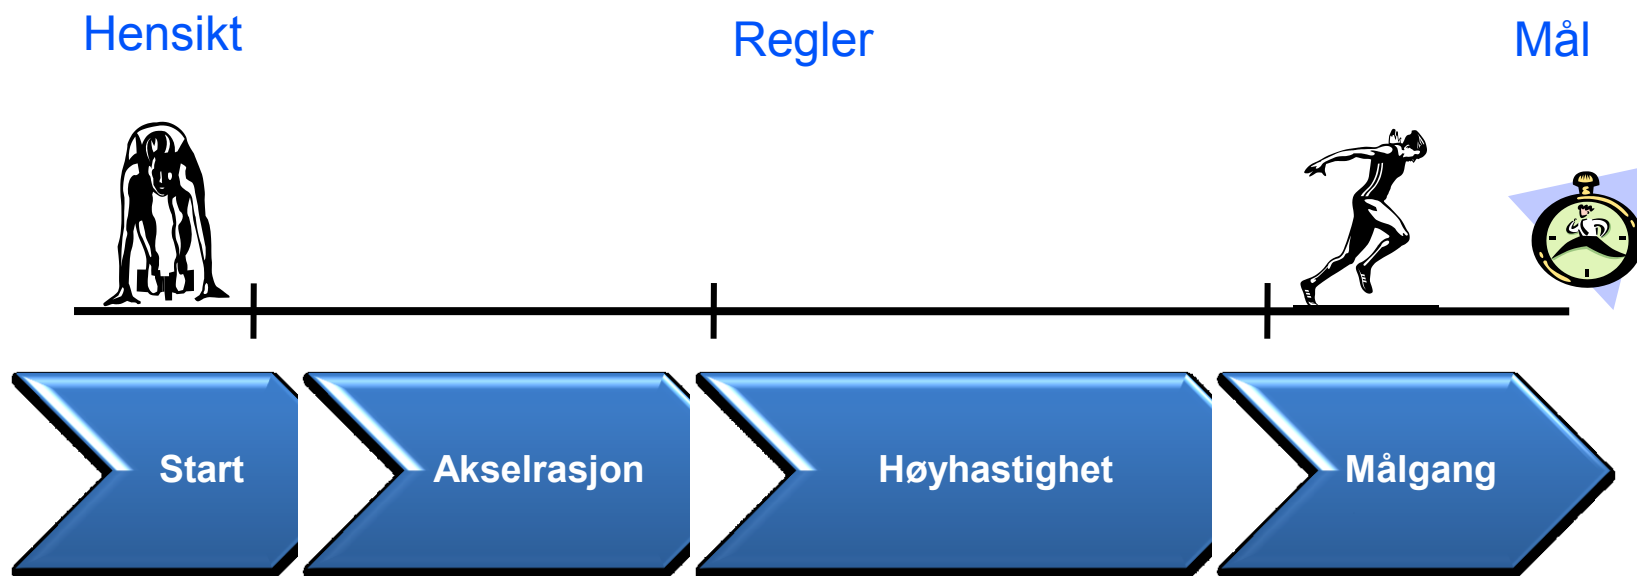 Hensikt
Regler
Mål
Start
Akselrasjon
Høyhastighet
Målgang